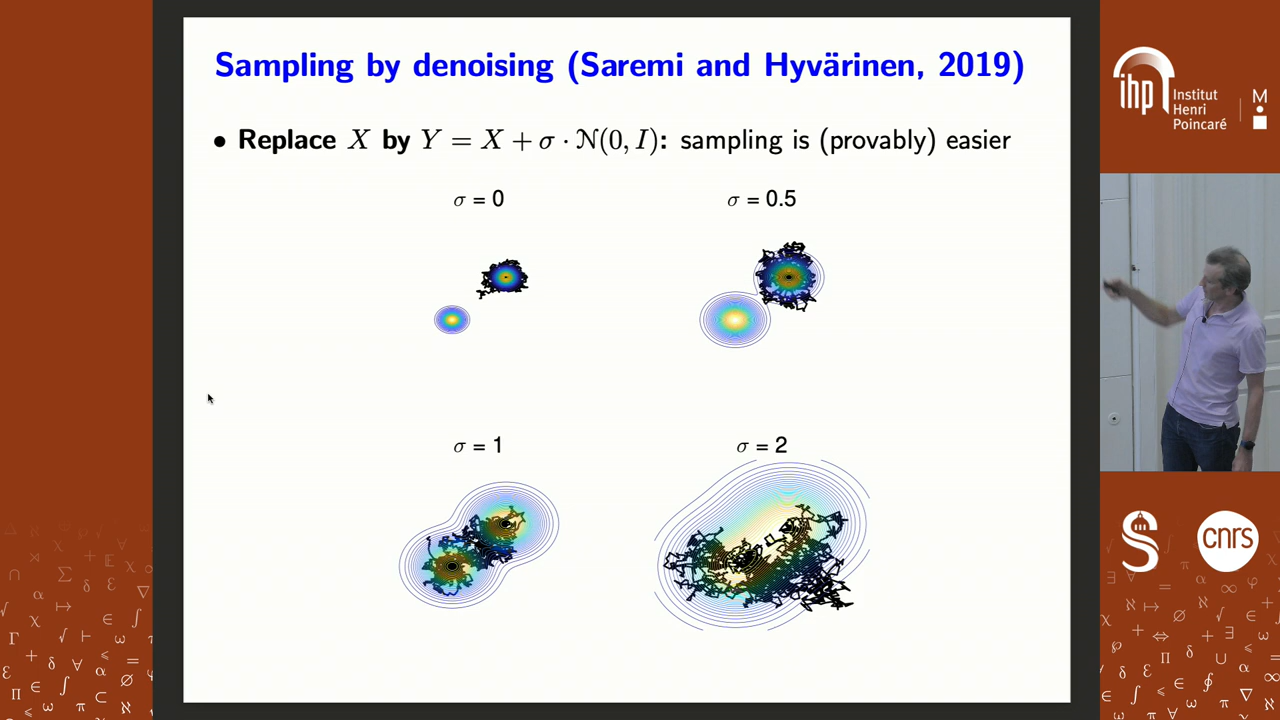 Sampling by denoising (Saremi and Hyvärinen, 2019)
• Replace X by Y = X + σ · N(0, I): sampling is (provably) easier
σ = 0
σ = 0.5
σ = 1
σ = 2
ihp
Institut
Henri
Poincaré
M
S
cnrs